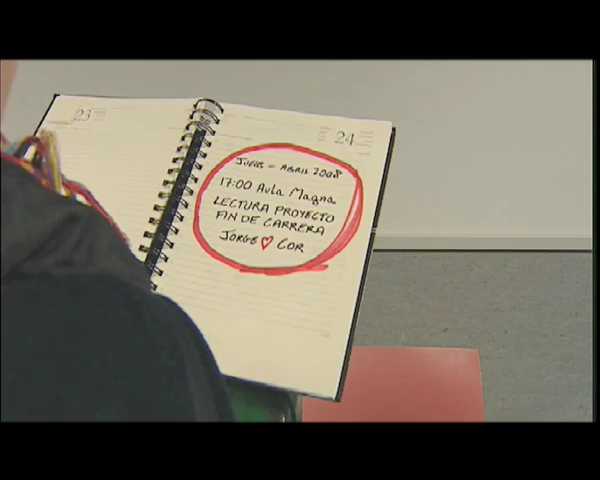 23
24
JUEVES - ABRIL 2008
17:00 Aula Magna
LECTURA PROYECTO
FIN DE CARRERA
JORGE ♡ COR